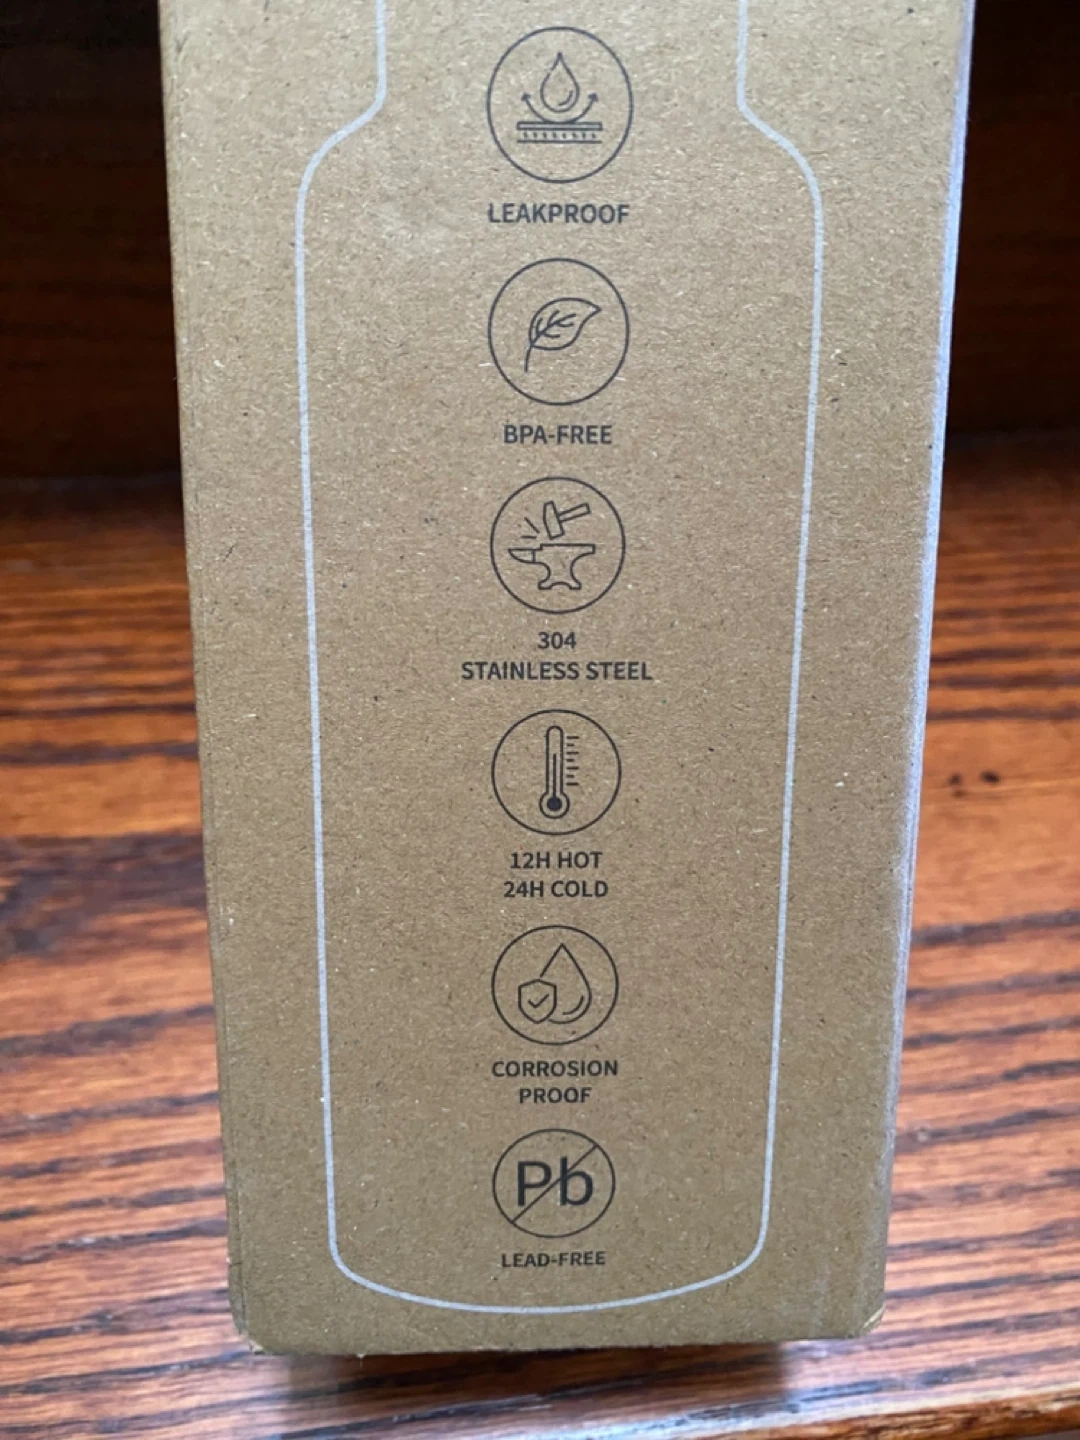 LEAKPROOF
BPA-FREE
304
STAINLESS STEEL
12H HOT
24H COLD
CORROSION
PROOF
Pb
LEAD-FREE